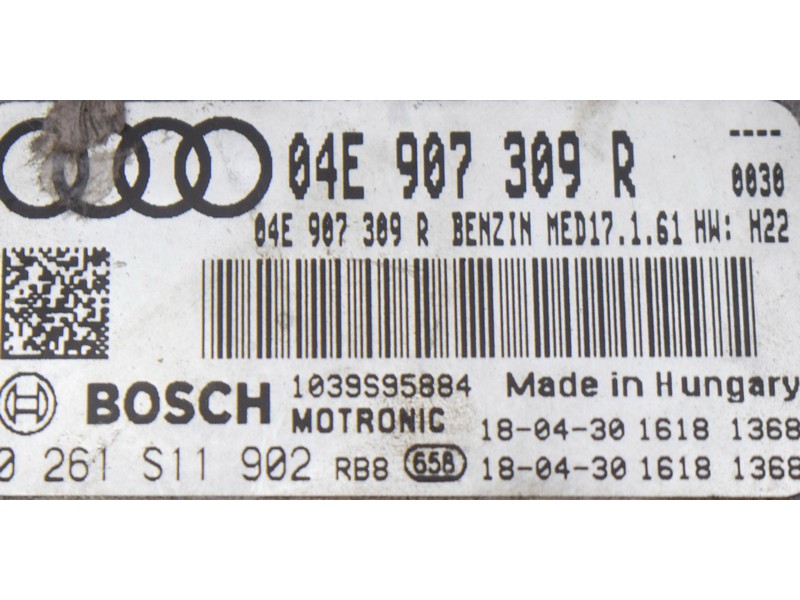 04E 907 309 R ----
0030
04E 907 309 R BENZIN MED17.1.61 HW: H22
BOSCH 1039S95884 Made in Hungary
MOTRONIC 18-04-30 1618 1368
0 261 S11 902 RB8 658 18-04-30 1618 1368